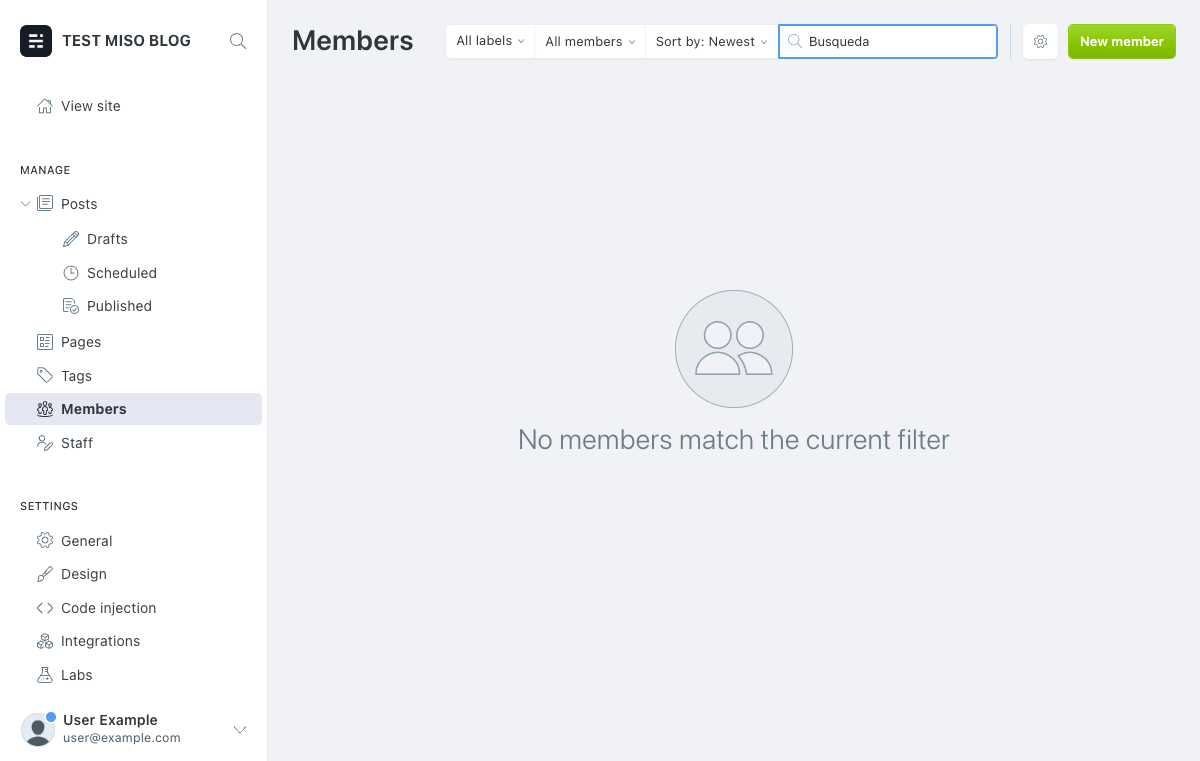 TEST MISO BLOG
View site
MANAGE
Posts
Drafts
Scheduled
Published
Pages
Tags
Members
Staff
SETTINGS
General
Design
Code injection
Integrations
Labs
User Example
user@example.com
Members
All labels
All members
Sort by: Newest
Busqueda
New member
No members match the current filter